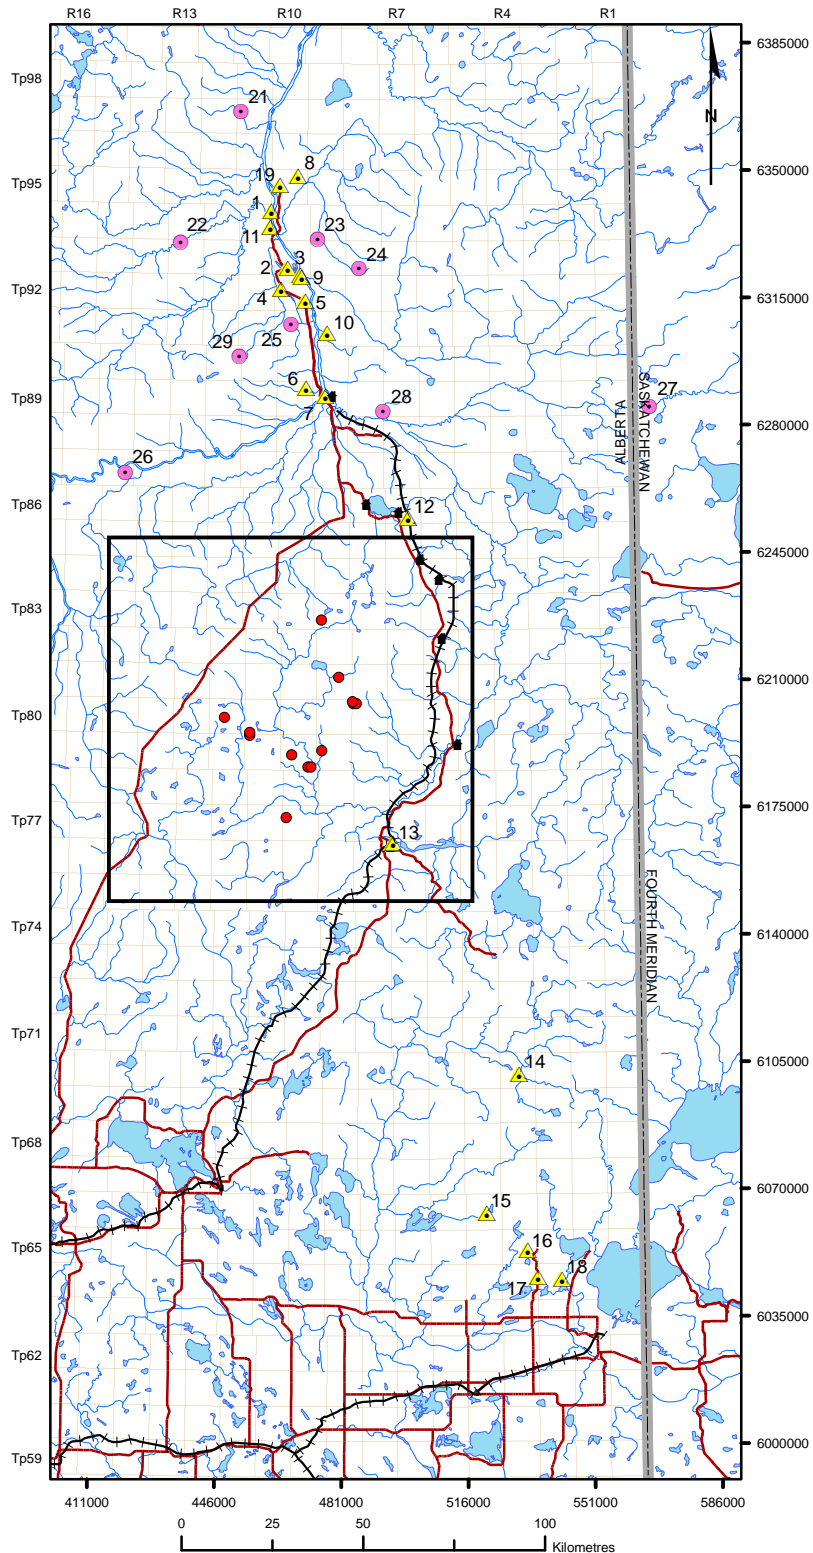 R16 R13 R10 R7 R4 R1
6385000
Tp98
21
N
8
6350000
Tp95
19
1
23
22
11
24
3
2
9
Tp92
4
5
6315000
10
25
29
6
27
Tp89
28
7
SASKATCHEWAN
ALBERTA
6280000
26
Tp86
12
6245000
Tp83
6210000
Tp80
6175000
Tp77
13
FOURTH MERIDIAN
Tp74
6140000
Tp71
14
6105000
Tp68
6070000
15
Tp65
16
18
17
6035000
Tp62
6000000
Tp59
411000 446000 481000 516000 551000 586000
0 25 50 100
Kilometres